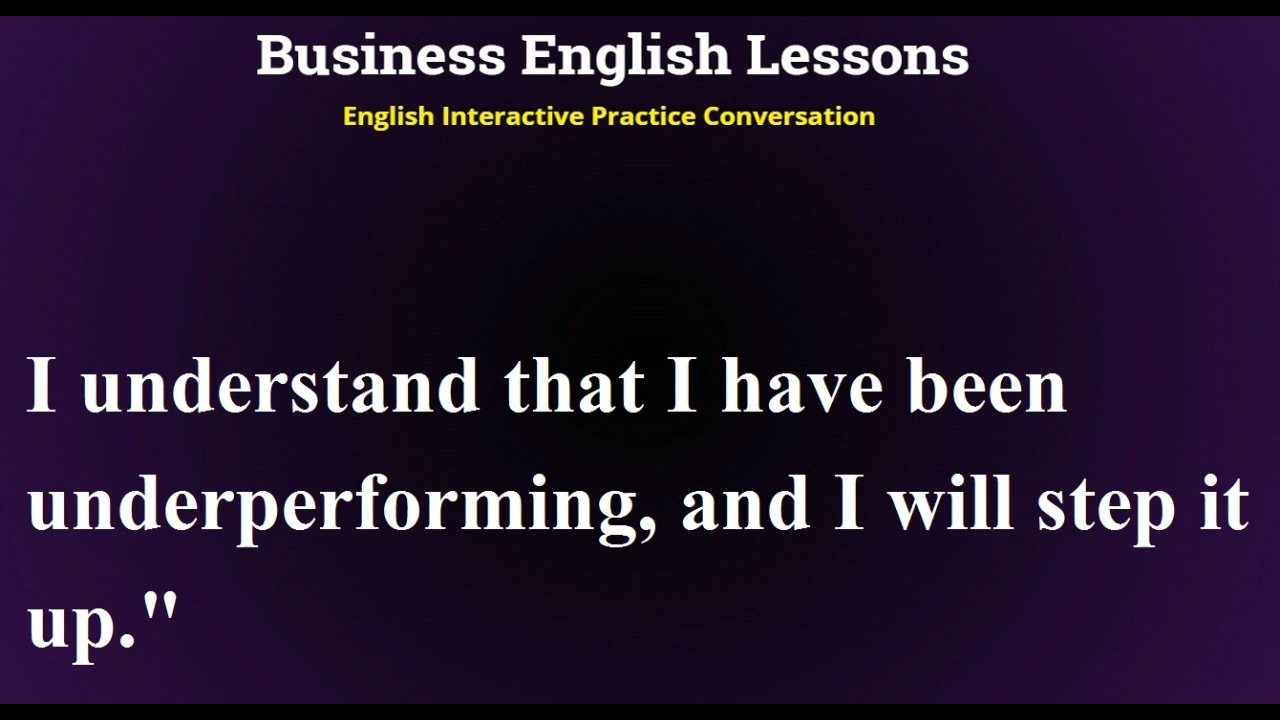 Business English Lessons
English Interactive Practice Conversation
I understand that I have been
underperforming, and I will step it
up."